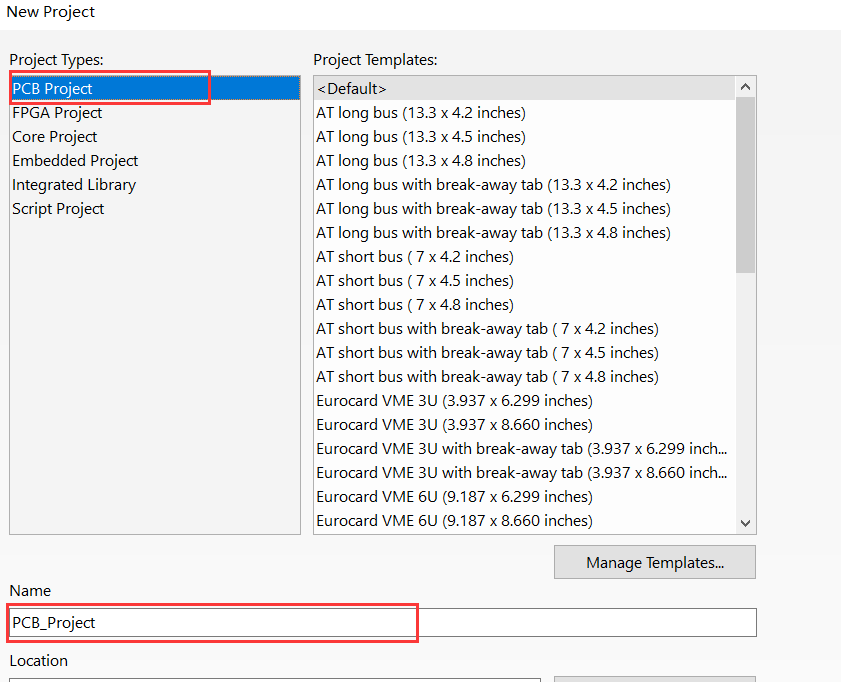 New Project
Project Types:
PCB Project
FPGA Project
Core Project
Embedded Project
Integrated Library
Script Project
Project Templates:
<Default>
AT long bus (13.3 x 4.2 inches)
AT long bus (13.3 x 4.5 inches)
AT long bus (13.3 x 4.8 inches)
AT long bus with break-away tab (13.3 x 4.2 inches)
AT long bus with break-away tab (13.3 x 4.5 inches)
AT long bus with break-away tab (13.3 x 4.8 inches)
AT short bus ( 7 x 4.2 inches)
AT short bus ( 7 x 4.5 inches)
AT short bus ( 7 x 4.8 inches)
AT short bus with break-away tab ( 7 x 4.2 inches)
AT short bus with break-away tab ( 7 x 4.5 inches)
AT short bus with break-away tab ( 7 x 4.8 inches)
Eurocard VME 3U (3.937 x 6.299 inches)
Eurocard VME 3U (3.937 x 8.660 inches)
Eurocard VME 3U with break-away tab (3.937 x 6.299 inch...
Eurocard VME 3U with break-away tab (3.937 x 8.660 inch...
Eurocard VME 6U (9.187 x 6.299 inches)
Eurocard VME 6U (9.187 x 8.660 inches)
Manage Templates...
Name
PCB_Project
Location